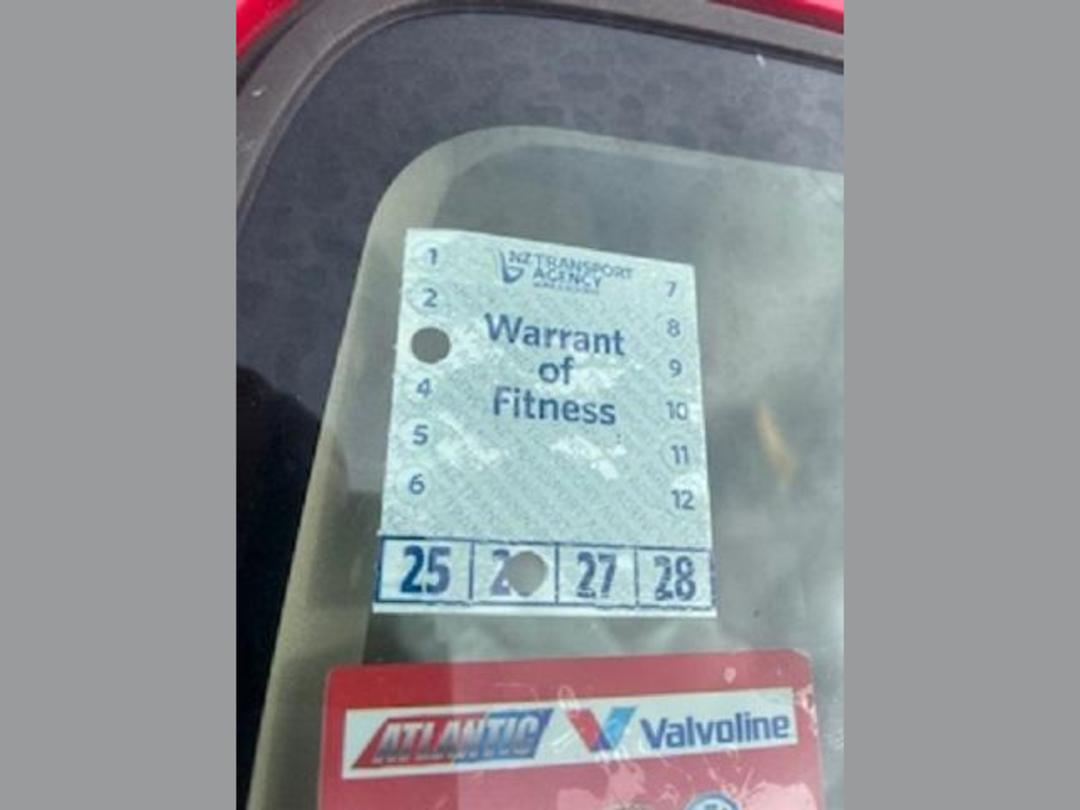 NZ TRANSPORT
AGENCY
1
2
4
5
6
7
8
9
10
11
12
Warrant
of
Fitness
25 2 27 28
ATLANTIC Valvoline